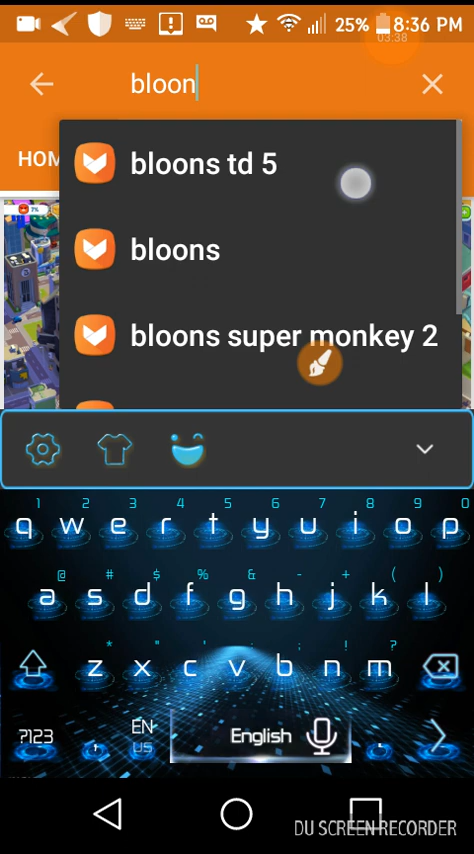 25% 8:36 PM
03:38
bloon
HOM
bloons td 5
bloons
bloons super monkey 2
1 2 3 4 5 6 7 8 9 0
q w e r t y u i o p
@ # $ % & - + ( )
a s d f g h j k l
* " ' : ; ! ?
z x c v b n m
?123 , EN US English .
DU SCREEN RECORDER